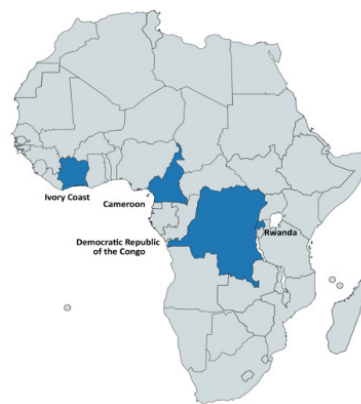 Ivory Coast
Cameroon
Democratic Republic
of the Congo
Rwanda